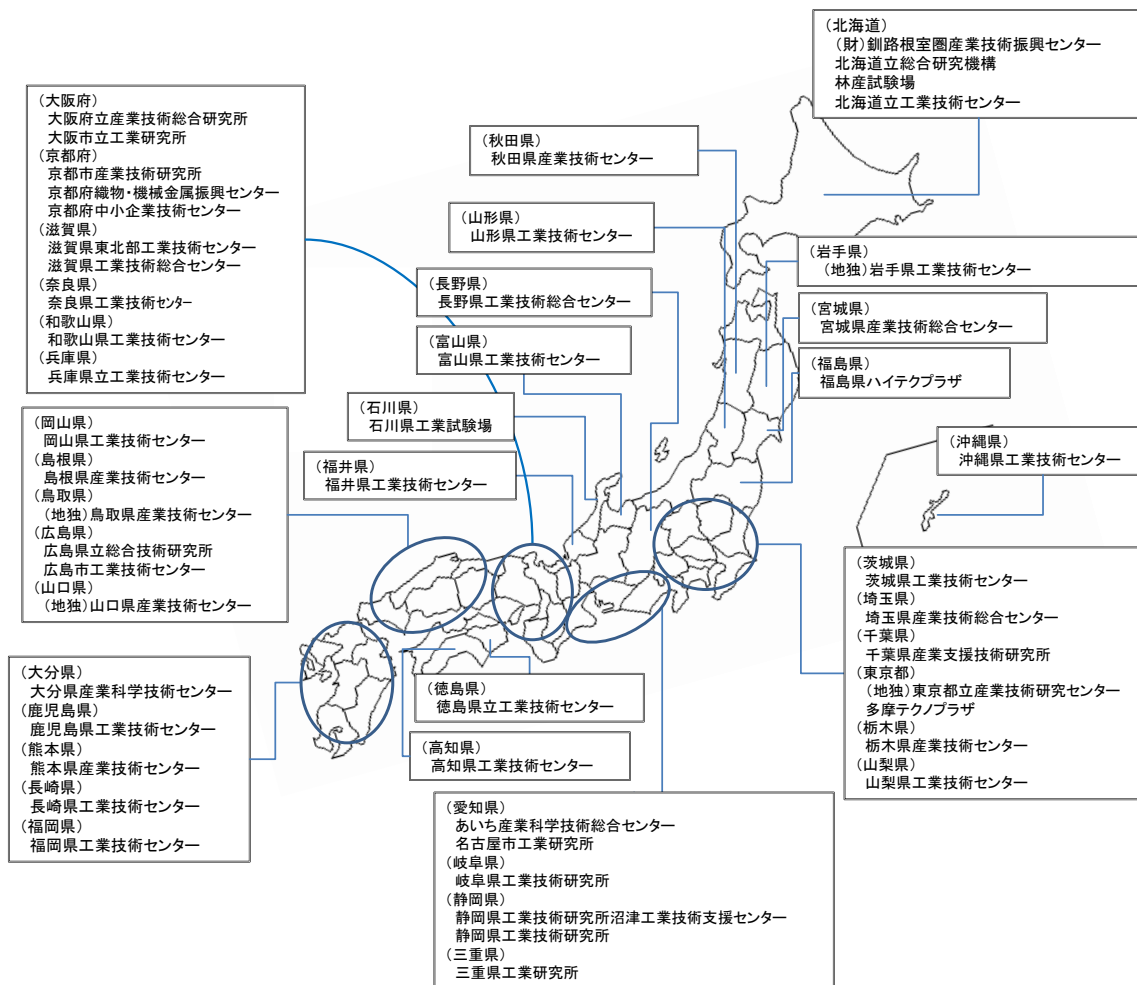 (北海道)
(財)釧路根室圏産業技術振興センター
北海道立総合研究機構
林産試験場
北海道立工業技術センター
(大阪府)
大阪府立産業技術総合研究所
大阪市立工業研究所
(京都府)
京都市産業技術研究所
京都府織物・機械金属振興センター
京都府中小企業技術センター
(滋賀県)
滋賀県東北部工業技術センター
滋賀県工業技術総合センター
(奈良県)
奈良県工業技術センター
(和歌山県)
和歌山県工業技術センター
(兵庫県)
兵庫県立工業技術センター
(秋田県)
秋田県産業技術センター
(山形県)
山形県工業技術センター
(岩手県)
(地独)岩手県工業技術センター
(長野県)
長野県工業技術総合センター
(宮城県)
宮城県産業技術総合センター
(富山県)
富山県工業技術センター
(福島県)
福島県ハイテクプラザ
(石川県)
石川県工業試験場
(福井県)
福井県工業技術センター
(沖縄県)
沖縄県工業技術センター
(岡山県)
岡山県工業技術センター
(島根県)
島根県産業技術センター
(鳥取県)
(地独)鳥取県産業技術センター
(広島県)
広島県立総合技術研究所
広島市工業技術センター
(山口県)
(地独)山口県産業技術センター
(茨城県)
茨城県工業技術センター
(埼玉県)
埼玉県産業技術総合センター
(千葉県)
千葉県産業支援技術研究所
(東京都)
(地独)東京都立産業技術研究センター
多摩テクノプラザ
(栃木県)
栃木県産業技術センター
(山梨県)
山梨県工業技術センター
(大分県)
大分県産業科学技術センター
(鹿児島県)
鹿児島県工業技術センター
(熊本県)
熊本県産業技術センター
(長崎県)
長崎県工業技術センター
(福岡県)
福岡県工業技術センター
(徳島県)
徳島県立工業技術センター
(高知県)
高知県工業技術センター
(愛知県)
あいち産業科学技術総合センター
名古屋市工業研究所
(岐阜県)
岐阜県工業技術研究所
(静岡県)
静岡県工業技術研究所沼津工業技術支援センター
静岡県工業技術研究所
(三重県)
三重県工業研究所